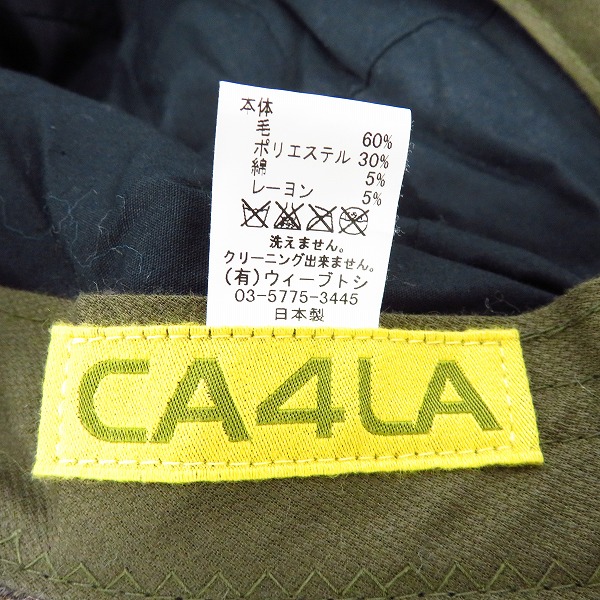 本体
毛 60%
ポリエステル 30%
綿 5%
レーヨン 5%
洗えません。
クリーニング出来ません。
(有)ウィーブトシ
03-5775-3445
日本製
CA4LA